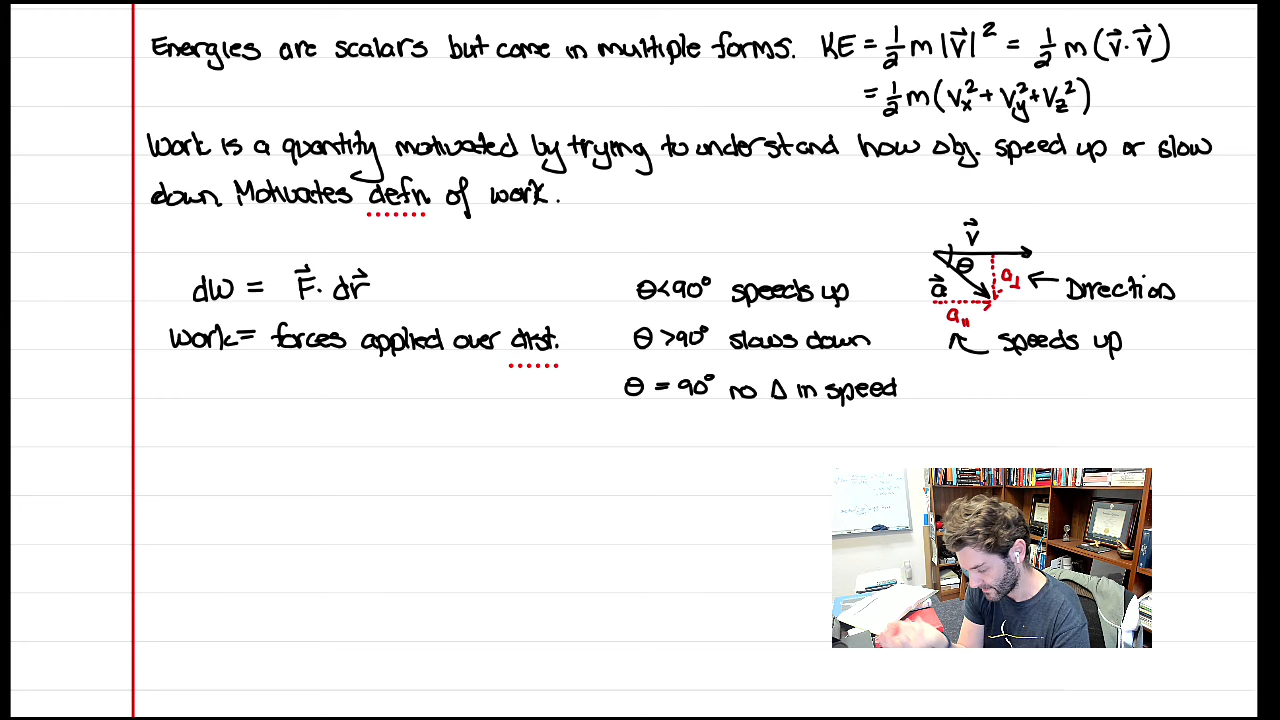 Energies are scalars but come in multiple forms. KE = 1/2 m |v⃗|² = 1/2 m (v⃗ · v⃗)
= 1/2 m (vx² + vy² + vz²)
Work is a quantity motivated by trying to understand how obj. speed up or slow
down Motivates defn of work.
dW = F⃗ · dr⃗
work = forces applied over dist.
θ < 90° speeds up
θ > 90° slows down
θ = 90° no Δ in speed
v⃗
θ
a⃗
a⊥ ← Direction
a∥
speeds up